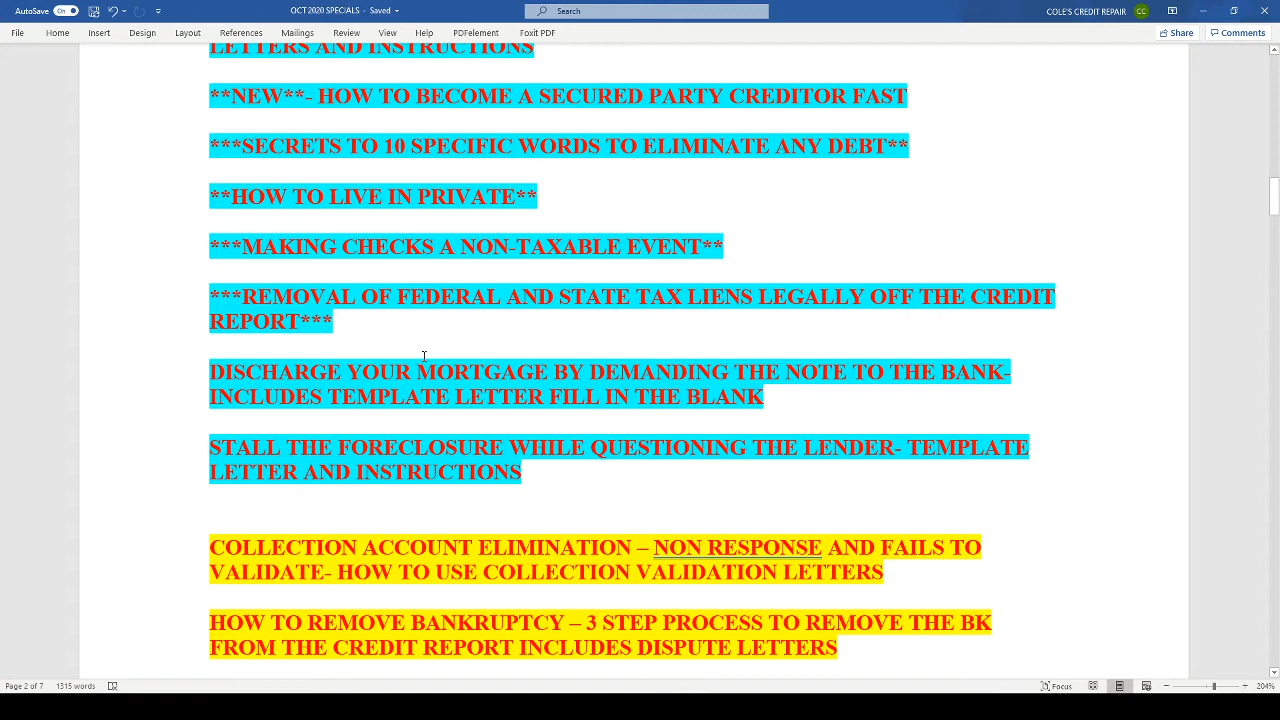 AutoSave On OCT 2020 SPECIALS - Saved Search COLE'S CREDIT REPAIR CC
File Home Insert Design Layout References Mailings Review View Help PDFelement Foxit PDF Share Comments
LETTERS AND INSTRUCTIONS
**NEW**- HOW TO BECOME A SECURED PARTY CREDITOR FAST
***SECRETS TO 10 SPECIFIC WORDS TO ELIMINATE ANY DEBT**
**HOW TO LIVE IN PRIVATE**
***MAKING CHECKS A NON-TAXABLE EVENT**
***REMOVAL OF FEDERAL AND STATE TAX LIENS LEGALLY OFF THE CREDIT
REPORT***
DISCHARGE YOUR MORTGAGE BY DEMANDING THE NOTE TO THE BANK-
INCLUDES TEMPLATE LETTER FILL IN THE BLANK
STALL THE FORECLOSURE WHILE QUESTIONING THE LENDER- TEMPLATE
LETTER AND INSTRUCTIONS
COLLECTION ACCOUNT ELIMINATION – NON RESPONSE AND FAILS TO
VALIDATE- HOW TO USE COLLECTION VALIDATION LETTERS
HOW TO REMOVE BANKRUPTCY – 3 STEP PROCESS TO REMOVE THE BK
FROM THE CREDIT REPORT INCLUDES DISPUTE LETTERS
Page 2 of 7 1315 words Focus 204%